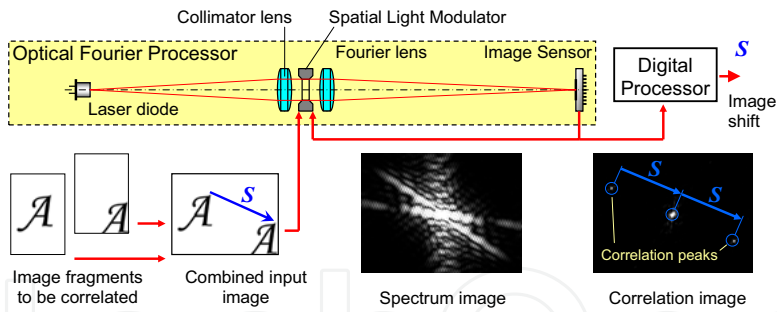 Collimator lens
Spatial Light Modulator
Optical Fourier Processor
Fourier lens
Image Sensor
Laser diode
Digital
Processor
S
Image
shift
A
A
A
S
A
S
S
Correlation peaks
Image fragments
to be correlated
Combined input
image
Spectrum image
Correlation image